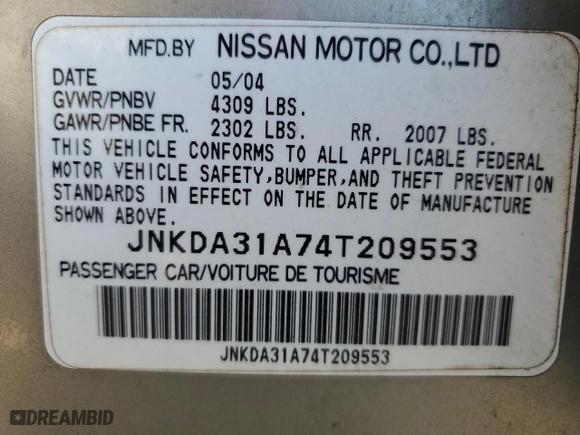 MFD.BY NISSAN MOTOR CO.,LTD
DATE 05/04
GVWR/PNBV 4309 LBS.
GAWR/PNBE FR. 2302 LBS. RR. 2007 LBS.
THIS VEHICLE CONFORMS TO ALL APPLICABLE FEDERAL
MOTOR VEHICLE SAFETY,BUMPER,AND THEFT PREVENTION
STANDARDS IN EFFECT ON THE DATE OF MANUFACTURE
SHOWN ABOVE.
JNKDA31A74T209553
PASSENGER CAR/VOITURE DE TOURISME
JNKDA31A74T209553
DREAMBID